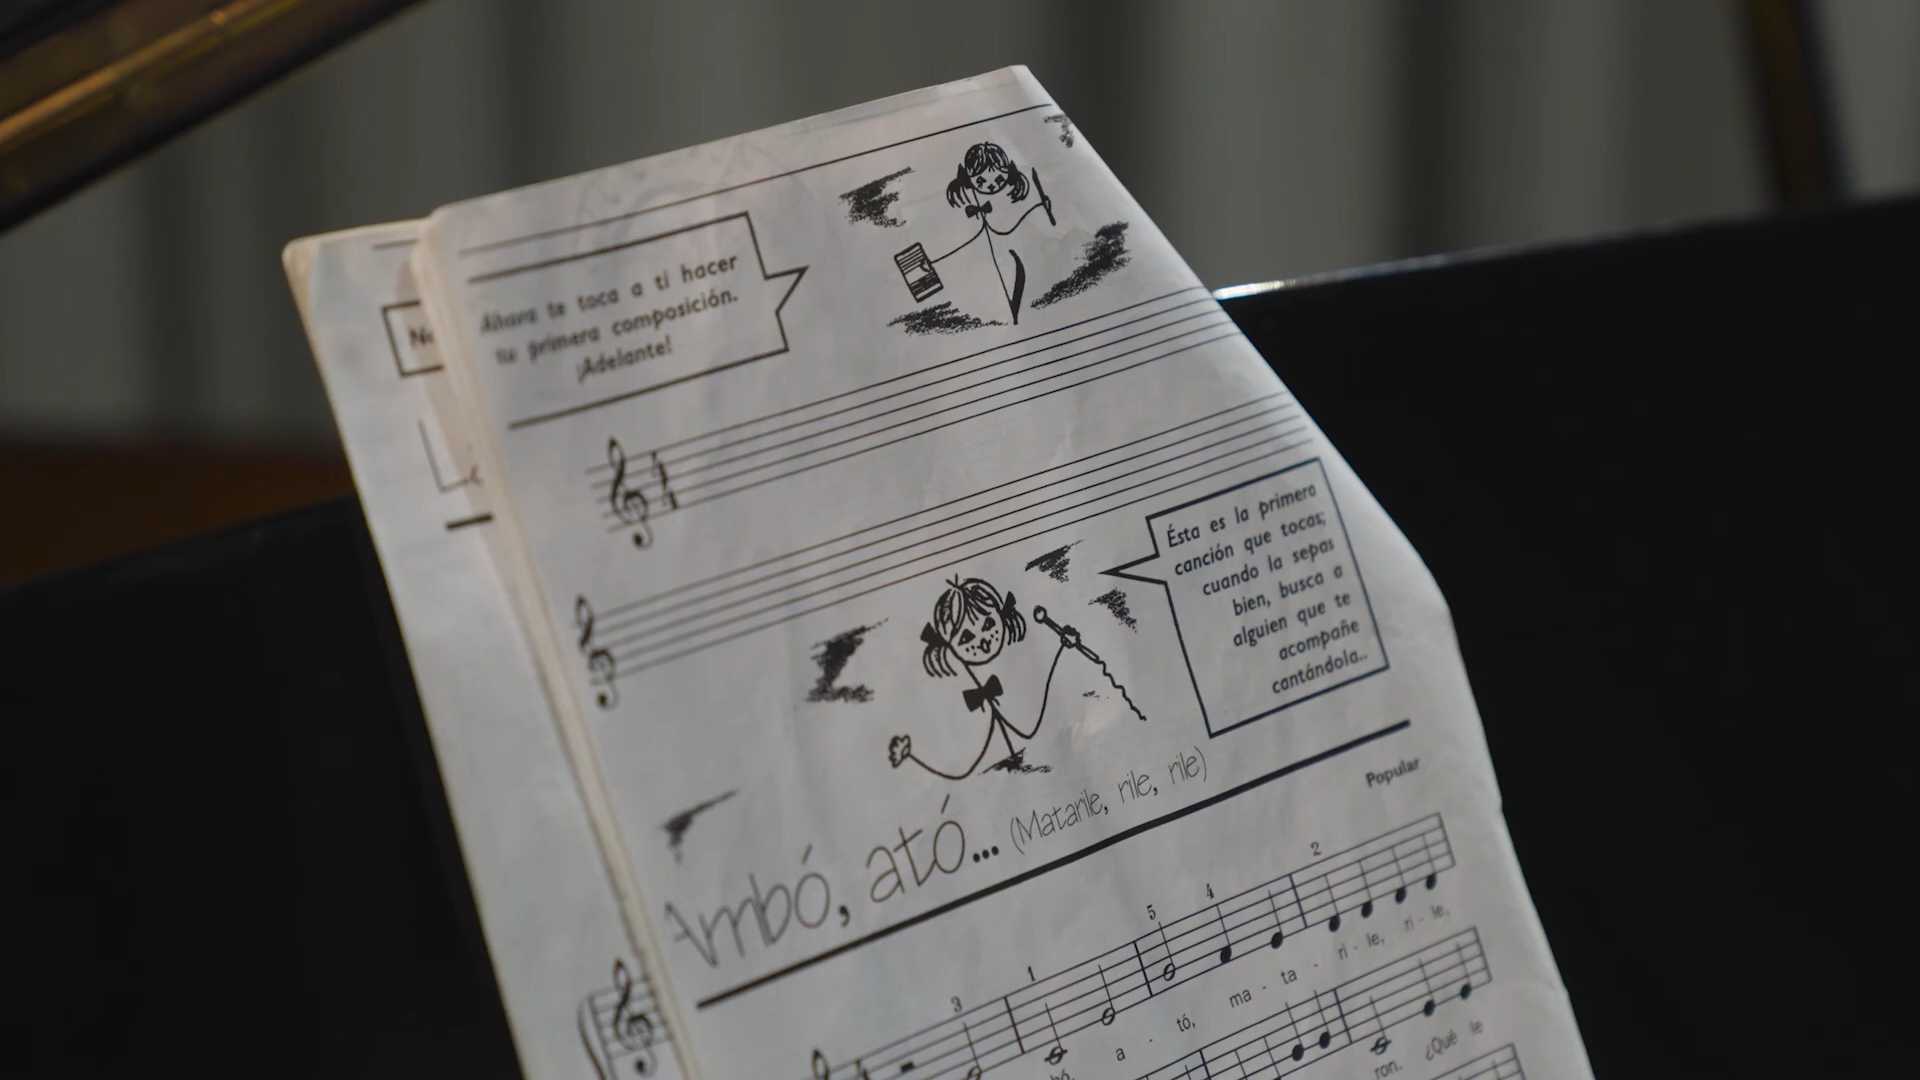 Ahora te toca a ti hacer
tu primera composición.
¡Adelante!
Ésta es la primera
canción que tocas;
cuando la sepas
bien, busca a
alguien que te
acompañe
cantándola..
Ambó, ató... (Matarile, rile, rile)
Popular
3 1 5 4 2
a - tó, ma - ta - ri - le, ri - le,
ron. ¿Qué le